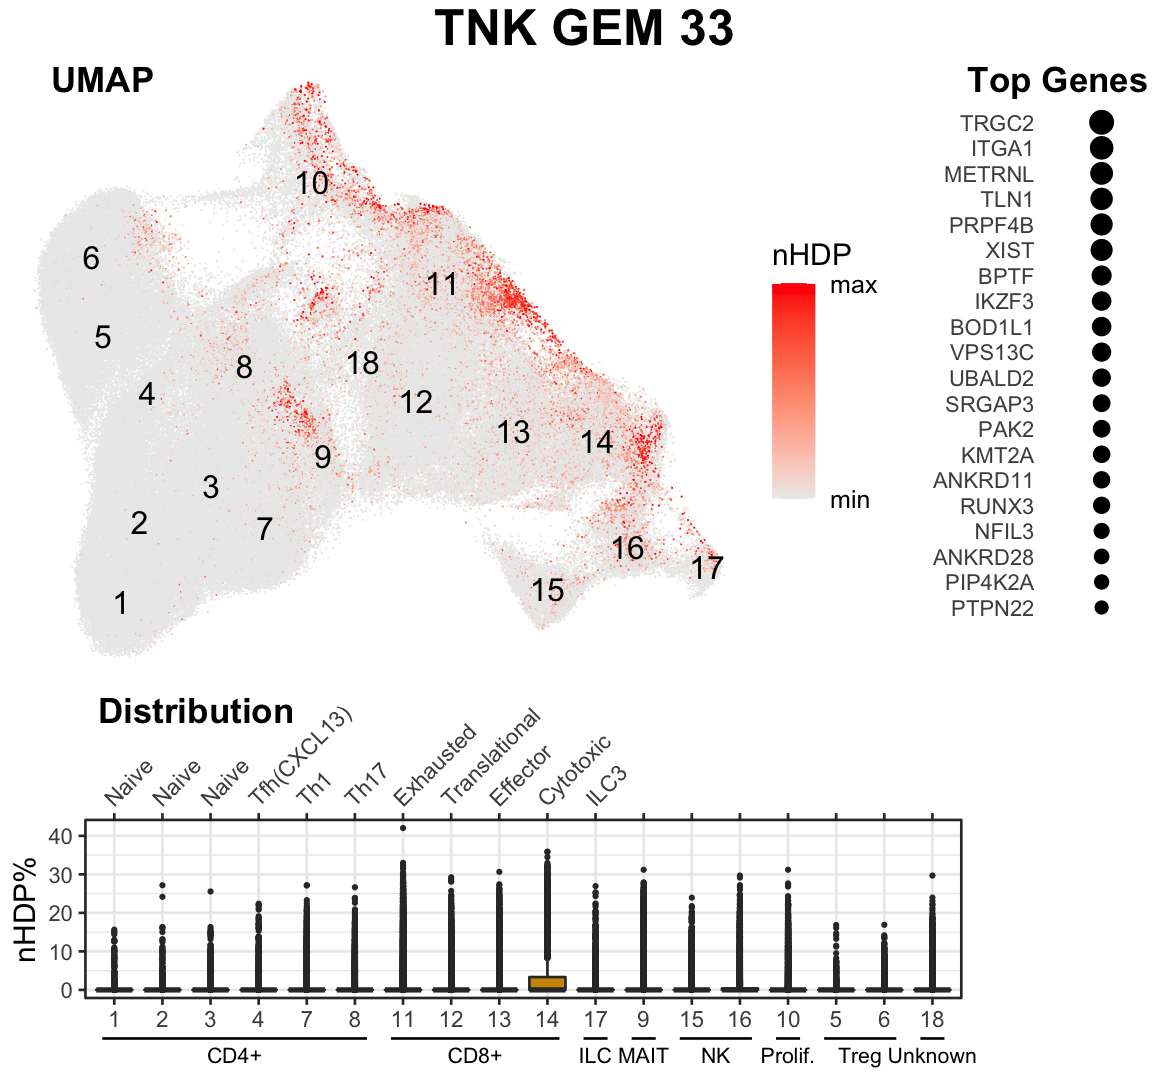 TNK GEM 33
UMAP
10
6
11
5
8
18
4
12
13
14
9
3
2
7
16
17
15
1
nHDP
max
min
Top Genes
TRGC2
ITGA1
METRNL
TLN1
PRPF4B
XIST
BPTF
IKZF3
BOD1L1
VPS13C
UBALD2
SRGAP3
PAK2
KMT2A
ANKRD11
RUNX3
NFIL3
ANKRD28
PIP4K2A
PTPN22
Distribution
Naive Naive Naive Tfh(CXCL13) Th1 Th17 Exhausted Translational Effector Cytotoxic ILC3
nHDP%
40
30
20
10
0
1 2 3 4 7 8 11 12 13 14 17 9 15 16 10 5 6 18
CD4+ CD8+ ILC MAIT NK Prolif. Treg Unknown